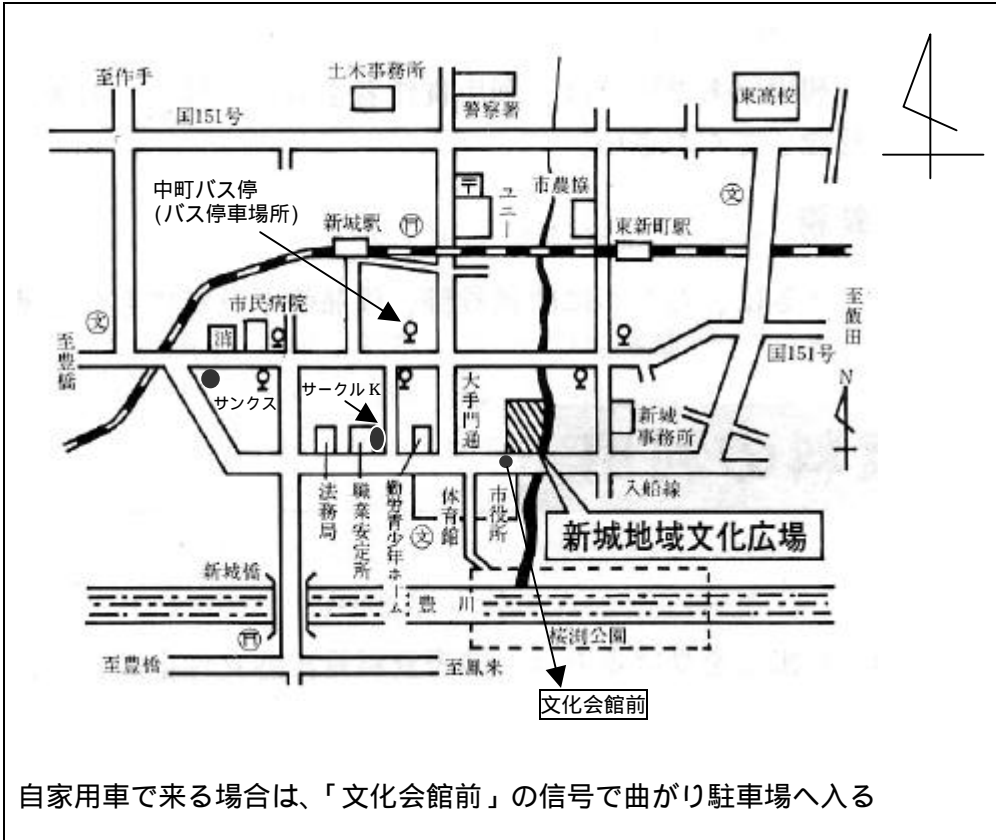 至作手
土木事務所
警察署
東高校
国151号
中町バス停
(バス停車場所)
新城駅
〒
ユニー
市農協
文
東新町駅
市民病院
消
文
至豊橋
至飯田
国151号
サンクス
サークルK
大手門通
新城
事務所
N
法務局
職業安定所
勤労青少年ホーム
文
体育館
市役所
入船線
新城地域文化広場
新城橋
豊川
桜渕公園
至豊橋
至鳳来
文化会館前
自家用車で来る場合は、「文化会館前」の信号で曲がり駐車場へ入る